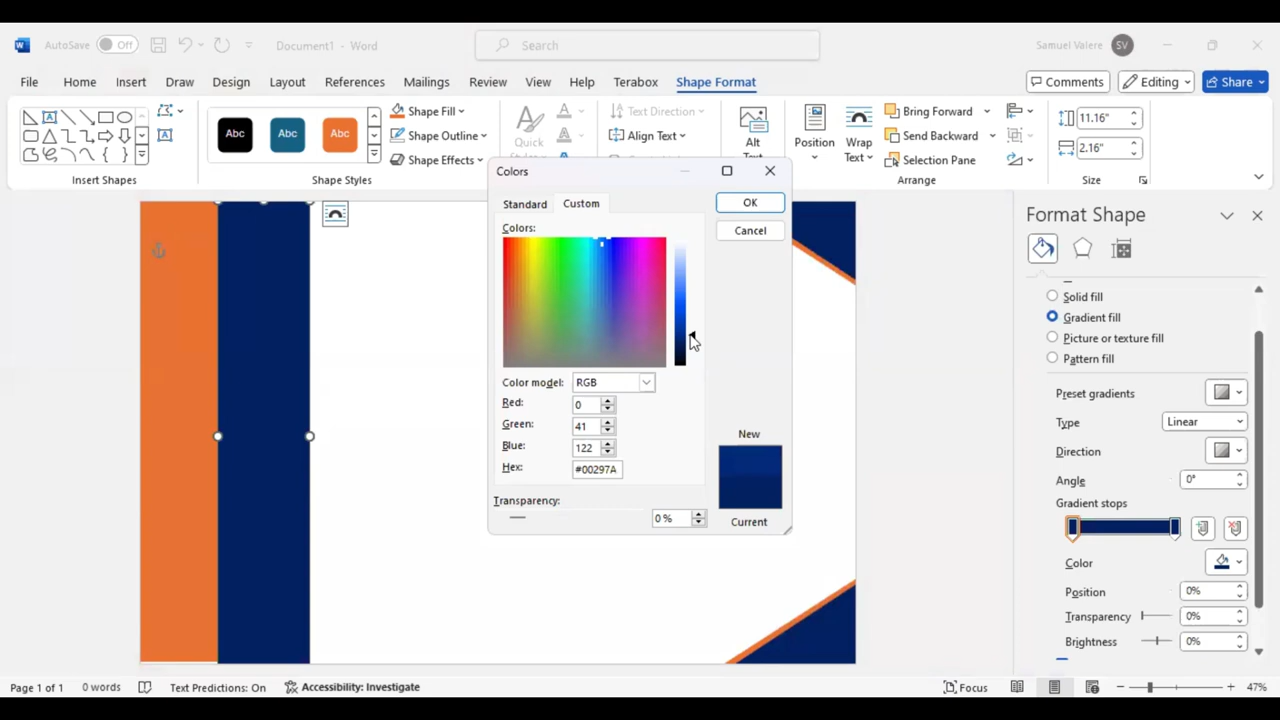 AutoSave Off Document1 - Word Search Samuel Valere SV
File Home Insert Draw Design Layout References Mailings Review View Help Terabox Shape Format Comments Editing Share
Abc Abc Abc Shape Fill Text Direction Bring Forward 11.16"
Shape Outline Quick Align Text Alt Position Wrap Send Backward 2.16"
Shape Effects Text Text Selection Pane
Insert Shapes Shape Styles Arrange Size
Colors
Standard Custom OK
Colors: Cancel
Color model: RGB
Red: 0
Green: 41
Blue: 122
Hex: #00297A
Transparency:
0 %
New
Current
Format Shape
Solid fill
Gradient fill
Picture or texture fill
Pattern fill
Preset gradients
Type Linear
Direction
Angle 0°
Gradient stops
Color
Position 0%
Transparency 0%
Brightness 0%
Page 1 of 1 0 words Text Predictions: On Accessibility: Investigate Focus 47%